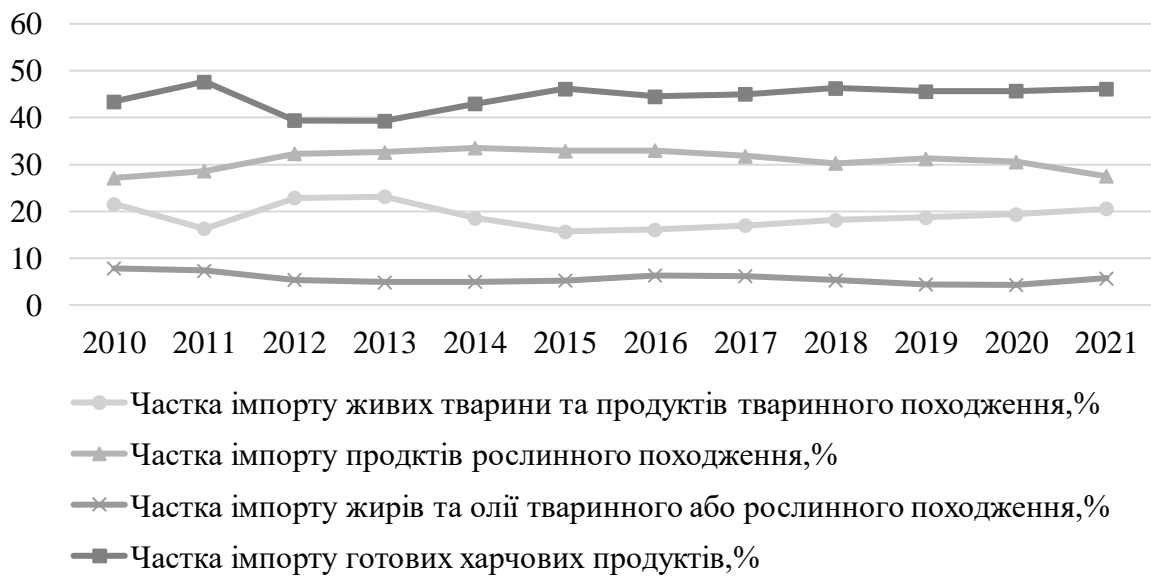 60
50
40
30
20
10
0
2010 2011 2012 2013 2014 2015 2016 2017 2018 2019 2020 2021
Частка імпорту живих тварини та продуктів тваринного походження,%
Частка імпорту продктів рослинного походження,%
Частка імпорту жирів та олії тваринного або рослинного походження,%
Частка імпорту готових харчових продуктів,%